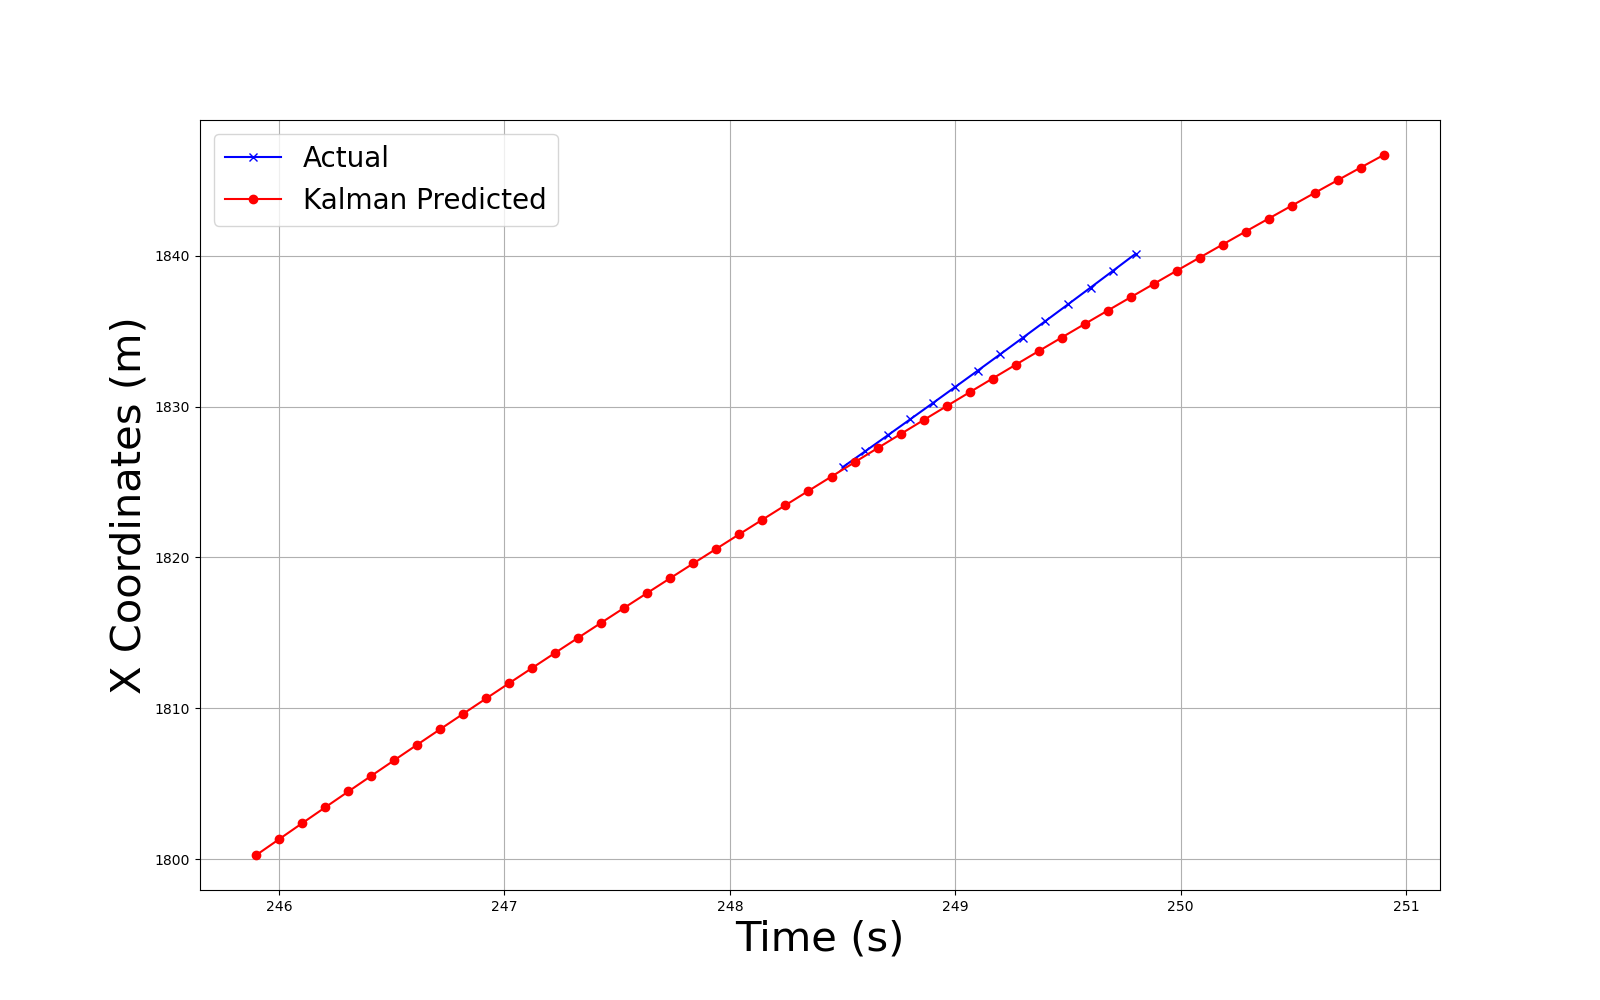 Actual
Kalman Predicted
1840
1830
1820
1810
1800
X Coordinates (m)
246 247 248 249 250 251
Time (s)